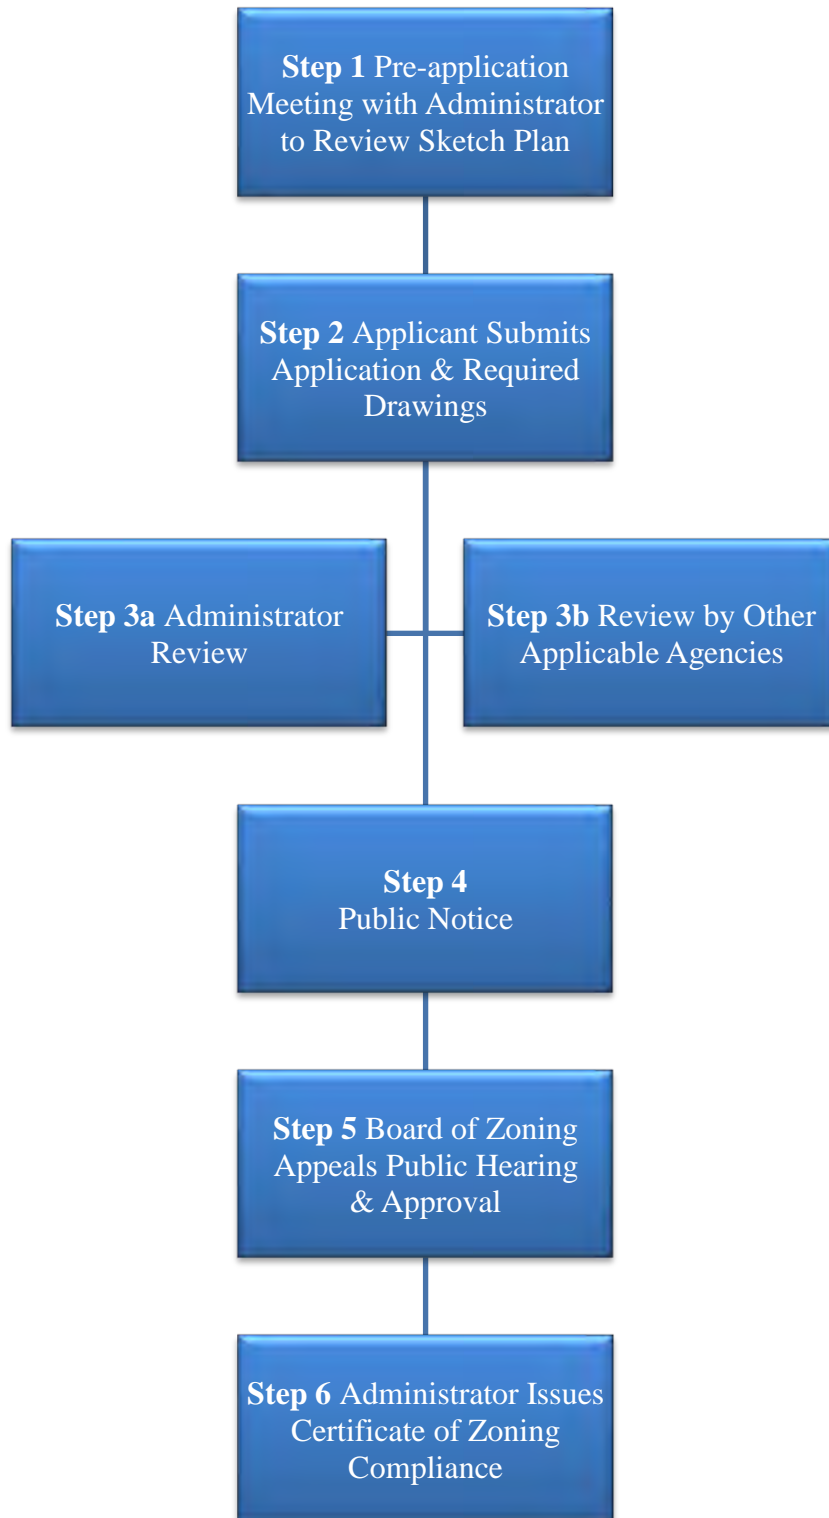 Step 1 Pre-application
Meeting with Administrator
to Review Sketch Plan
Step 2 Applicant Submits
Application & Required
Drawings
Step 3a Administrator
Review
Step 3b Review by Other
Applicable Agencies
Step 4
Public Notice
Step 5 Board of Zoning
Appeals Public Hearing
& Approval
Step 6 Administrator Issues
Certificate of Zoning
Compliance